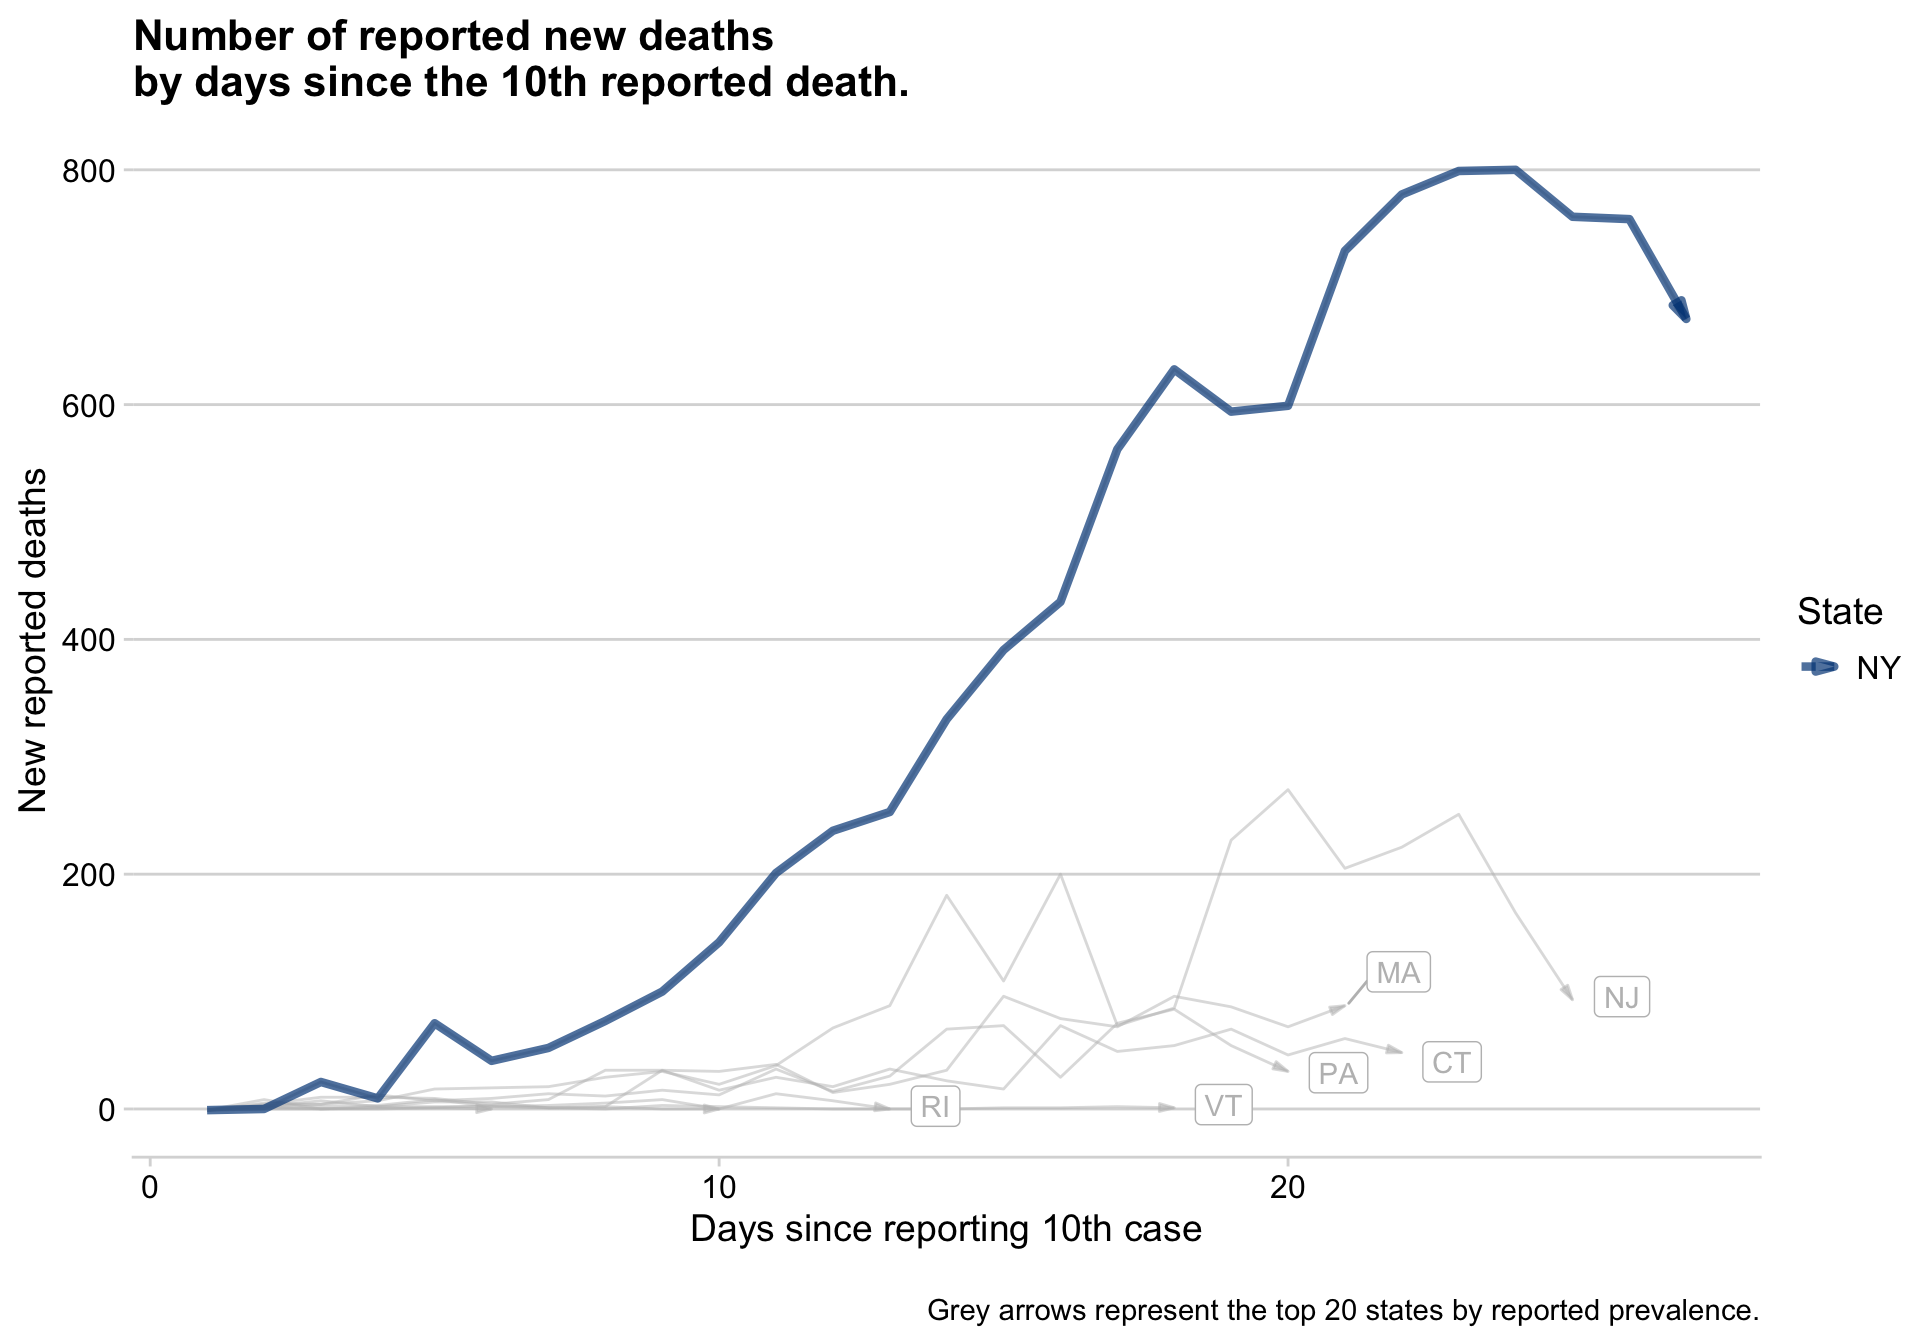 Number of reported new deaths
by days since the 10th reported death.
800
600
400
200
0
New reported deaths
MA
NJ
CT
PA
VT
RI
State
NY
0 10 20
Days since reporting 10th case
Grey arrows represent the top 20 states by reported prevalence.